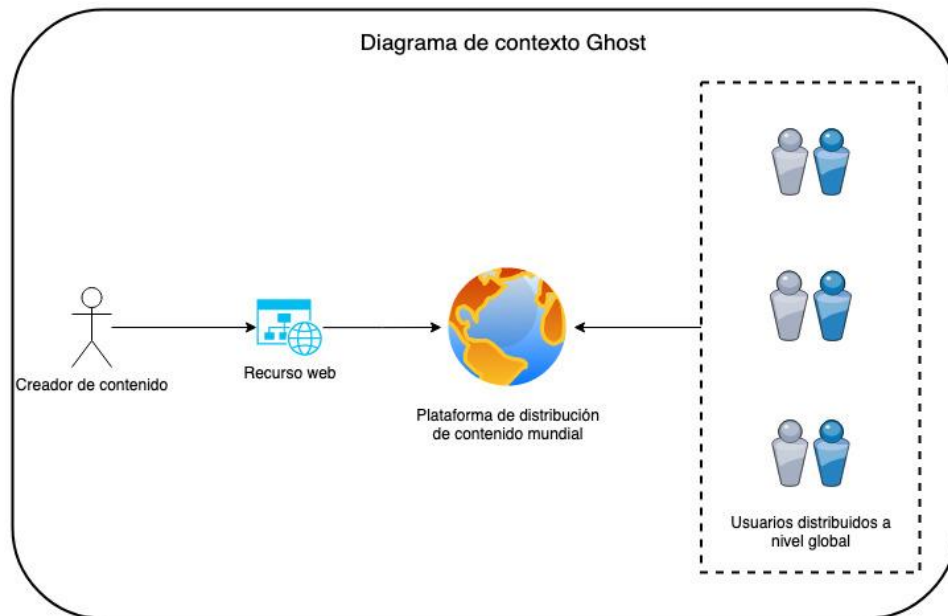 Diagrama de contexto Ghost
Creador de contenido
Recurso web
Plataforma de distribución
de contenido mundial
Usuarios distribuidos a
nivel global